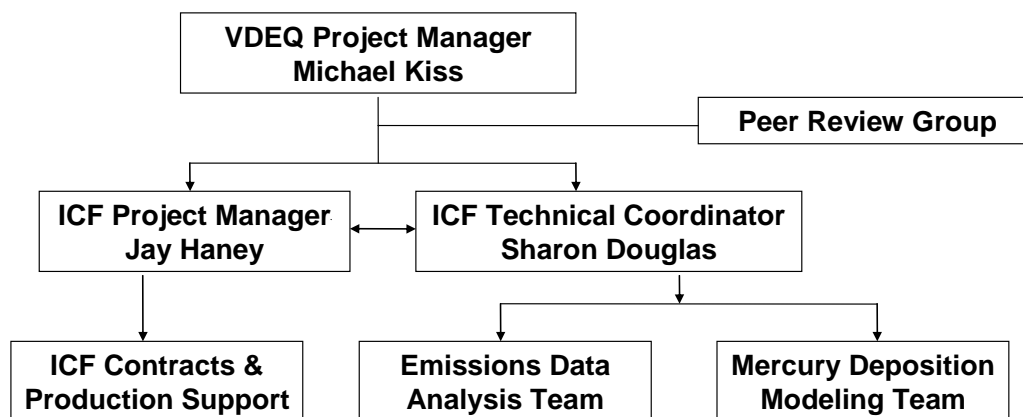 VDEQ Project Manager
Michael Kiss
Peer Review Group
ICF Project Manager
Jay Haney
ICF Technical Coordinator
Sharon Douglas
ICF Contracts &
Production Support
Emissions Data
Analysis Team
Mercury Deposition
Modeling Team